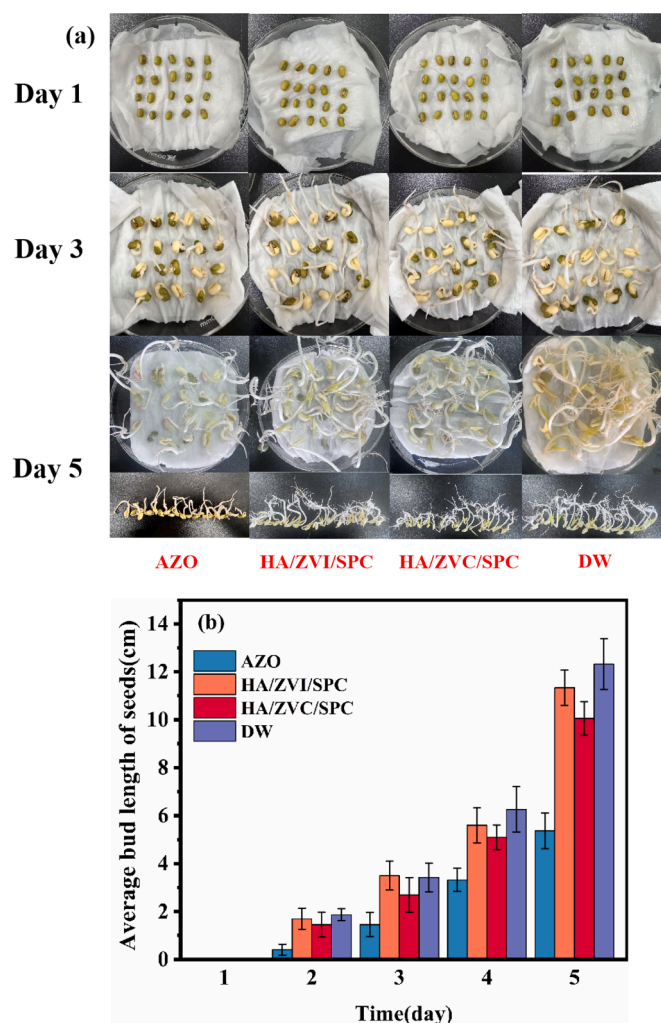 (a)
Day 1
Day 3
Day 5
AZO HA/ZVI/SPC HA/ZVC/SPC DW
(b)
AZO
HA/ZVI/SPC
HA/ZVC/SPC
DW
Average bud length of seeds(cm)
14
12
10
8
6
4
2
0
1 2 3 4 5
Time(day)